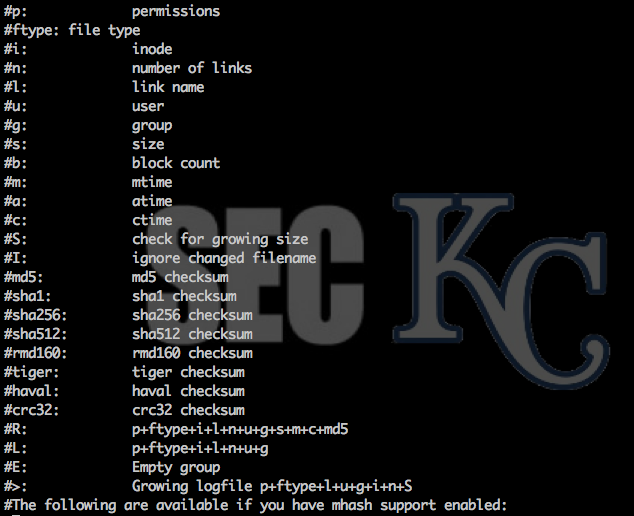 #p:             permissions
#ftype: file type
#i:             inode
#n:             number of links
#l:             link name
#u:             user
#g:             group
#s:             size
#b:             block count
#m:             mtime
#a:             atime
#c:             ctime
#S:             check for growing size
#I:             ignore changed filename
#md5:           md5 checksum
#sha1:          sha1 checksum
#sha256:        sha256 checksum
#sha512:        sha512 checksum
#rmd160:        rmd160 checksum
#tiger:         tiger checksum
#haval:         haval checksum
#crc32:         crc32 checksum
#R:             p+ftype+i+l+n+u+g+s+m+c+md5
#L:             p+ftype+i+l+n+u+g
#E:             Empty group
#>:             Growing logfile p+ftype+l+u+g+i+n+S
#The following are available if you have mhash support enabled:
SEC KC